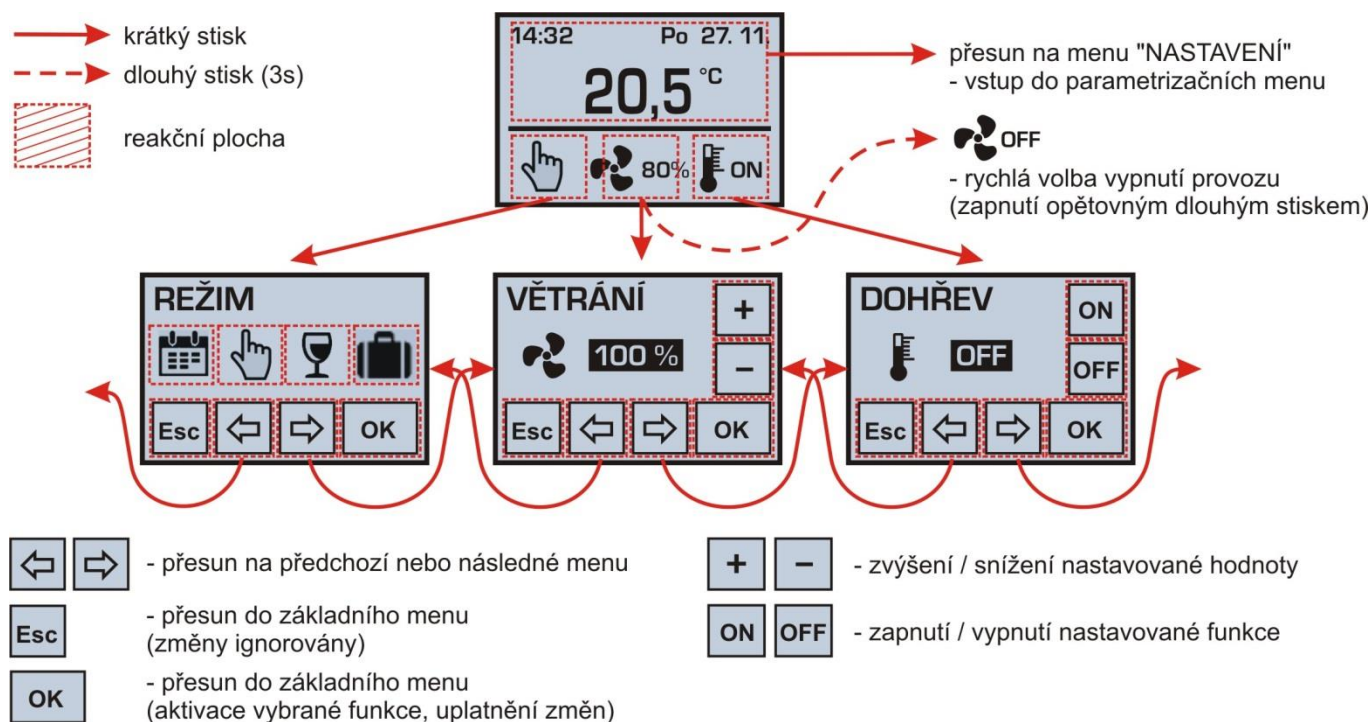 krátký stisk
dlouhý stisk (3s)
reakční plocha
14:32 Po 27. 11.
20,5 °C
80% ON
přesun na menu "NASTAVENÍ"
- vstup do parametrizačních menu
OFF
- rychlá volba vypnutí provozu
(zapnutí opětovným dlouhým stiskem)
REŽIM
Esc OK
VĚTRÁNÍ
+
100 %
−
Esc OK
DOHŘEV
ON
OFF
OFF
Esc OK
- přesun na předchozí nebo následné menu
Esc
- přesun do základního menu
(změny ignorovány)
OK
- přesun do základního menu
(aktivace vybrané funkce, uplatnění změn)
+ − - zvýšení / snížení nastavované hodnoty
ON OFF - zapnutí / vypnutí nastavované funkce